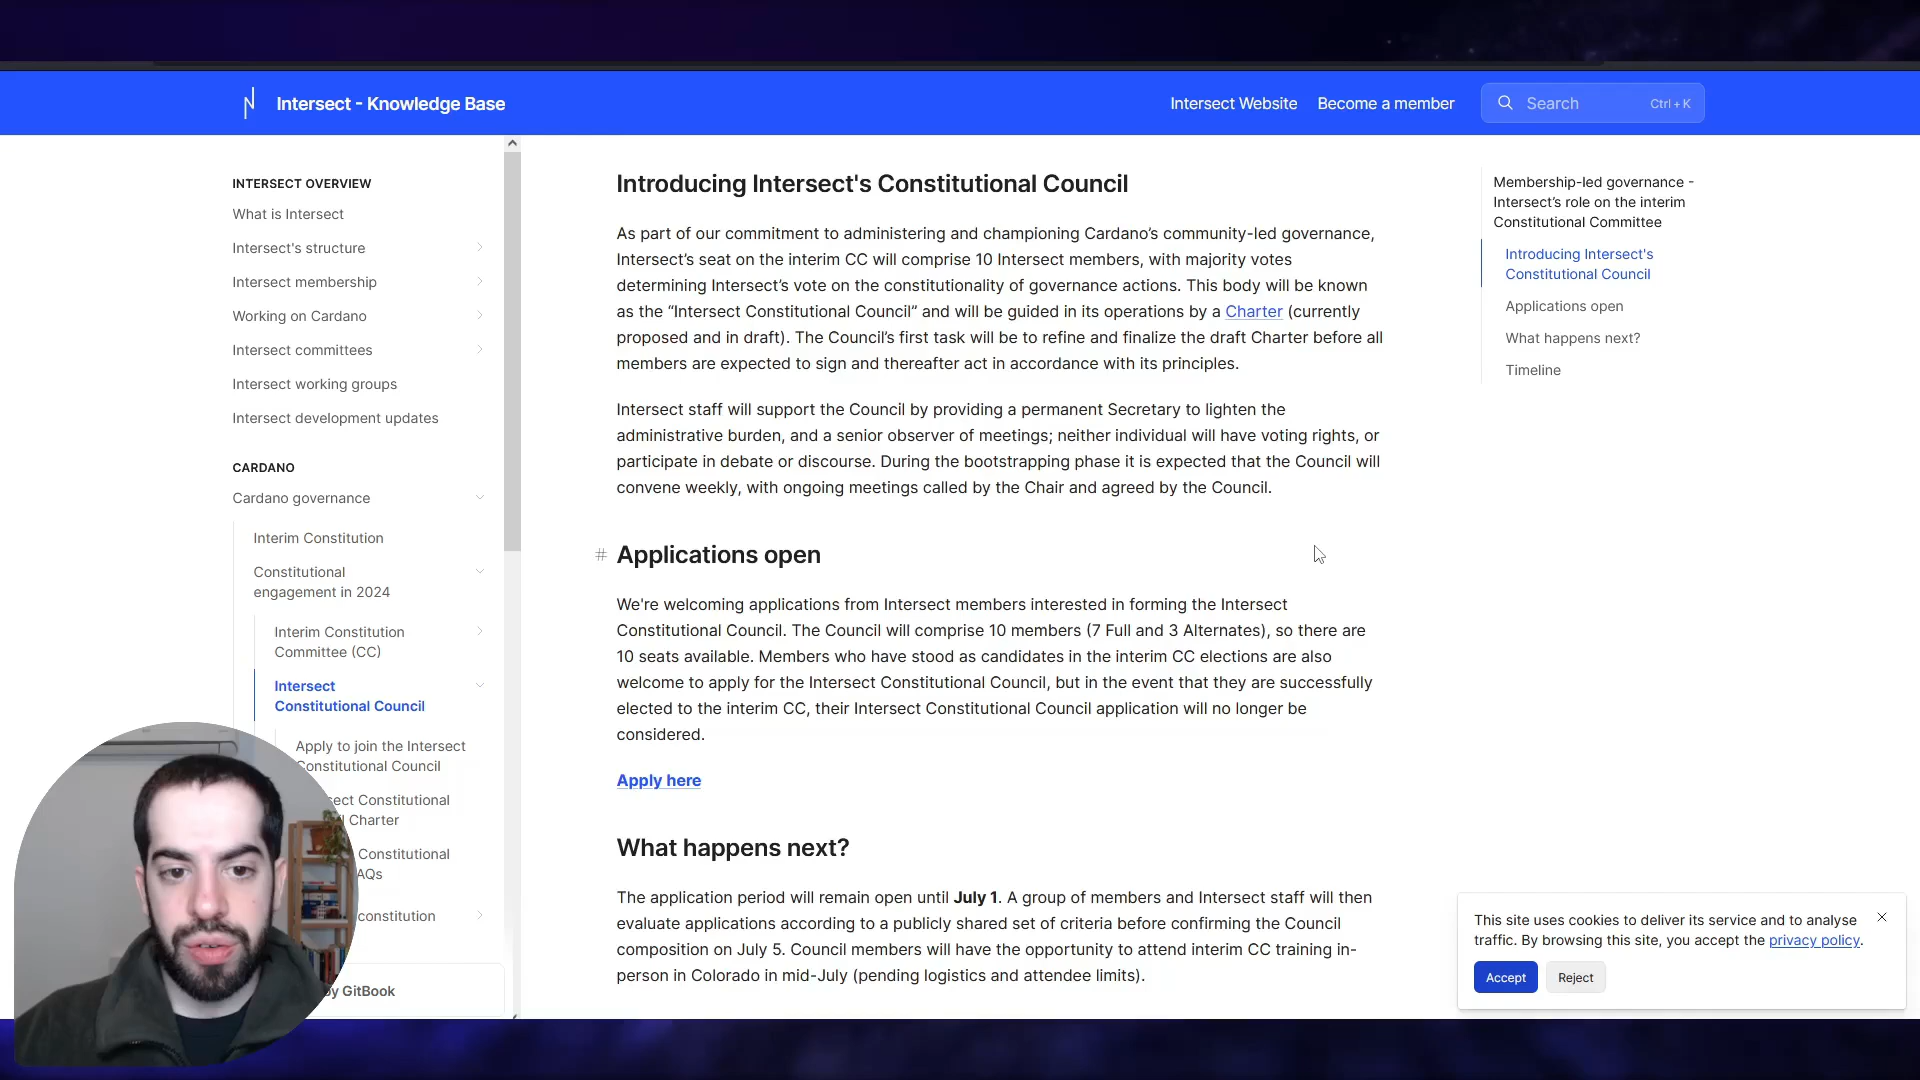 Intersect - Knowledge Base
Intersect Website
Become a member
Search
Ctrl + K
INTERSECT OVERVIEW
What is Intersect
Intersect's structure
Intersect membership
Working on Cardano
Intersect committees
Intersect working groups
Intersect development updates
CARDANO
Cardano governance
Interim Constitution
Constitutional
engagement in 2024
Interim Constitution
Committee (CC)
Intersect
Constitutional Council
Apply to join the Intersect
Constitutional Council
sect Constitutional
Charter
Constitutional
AQs
constitution
by GitBook
Introducing Intersect's Constitutional Council
As part of our commitment to administering and championing Cardano’s community-led governance,
Intersect’s seat on the interim CC will comprise 10 Intersect members, with majority votes
determining Intersect’s vote on the constitutionality of governance actions. This body will be known
as the “Intersect Constitutional Council” and will be guided in its operations by a Charter (currently
proposed and in draft). The Council’s first task will be to refine and finalize the draft Charter before all
members are expected to sign and thereafter act in accordance with its principles.
Intersect staff will support the Council by providing a permanent Secretary to lighten the
administrative burden, and a senior observer of meetings; neither individual will have voting rights, or
participate in debate or discourse. During the bootstrapping phase it is expected that the Council will
convene weekly, with ongoing meetings called by the Chair and agreed by the Council.
# Applications open
We're welcoming applications from Intersect members interested in forming the Intersect
Constitutional Council. The Council will comprise 10 members (7 Full and 3 Alternates), so there are
10 seats available. Members who have stood as candidates in the interim CC elections are also
welcome to apply for the Intersect Constitutional Council, but in the event that they are successfully
elected to the interim CC, their Intersect Constitutional Council application will no longer be
considered.
Apply here
What happens next?
The application period will remain open until July 1. A group of members and Intersect staff will then
evaluate applications according to a publicly shared set of criteria before confirming the Council
composition on July 5. Council members will have the opportunity to attend interim CC training in-
person in Colorado in mid-July (pending logistics and attendee limits).
Membership-led governance -
Intersect’s role on the interim
Constitutional Committee
Introducing Intersect's
Constitutional Council
Applications open
What happens next?
Timeline
This site uses cookies to deliver its service and to analyse
traffic. By browsing this site, you accept the privacy policy.
Accept
Reject